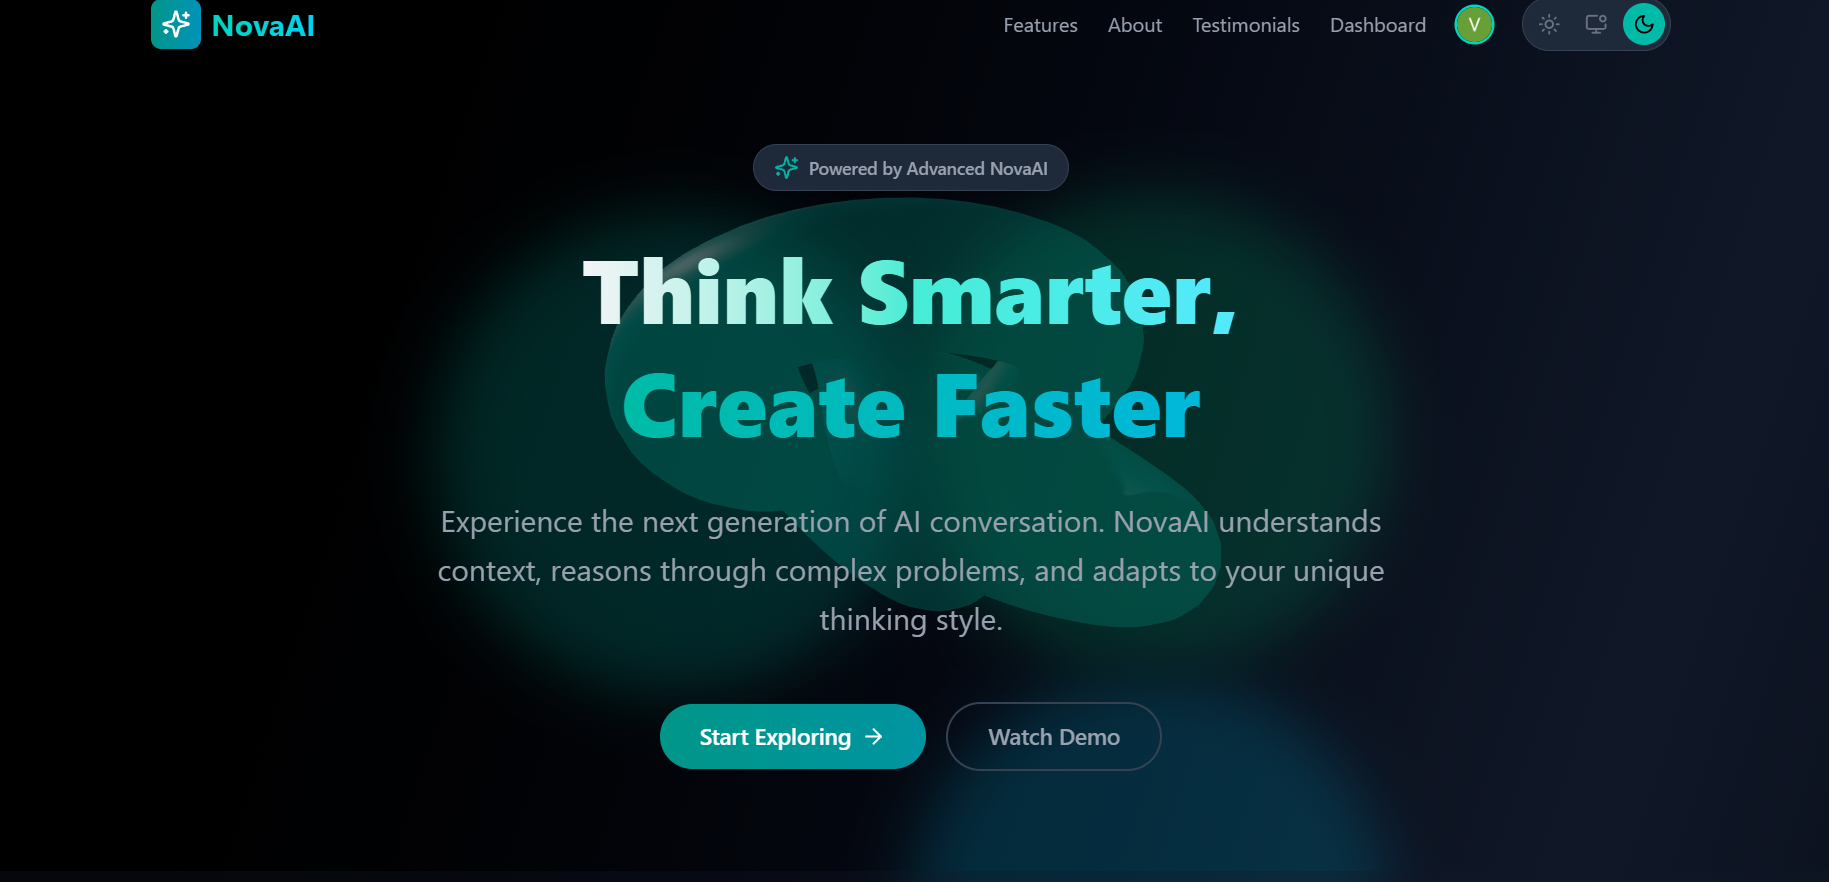 NovaAI
Features
About
Testimonials
Dashboard
V
Powered by Advanced NovaAI
Think Smarter,
Create Faster
Experience the next generation of AI conversation. NovaAI understands
context, reasons through complex problems, and adapts to your unique
thinking style.
Start Exploring
Watch Demo